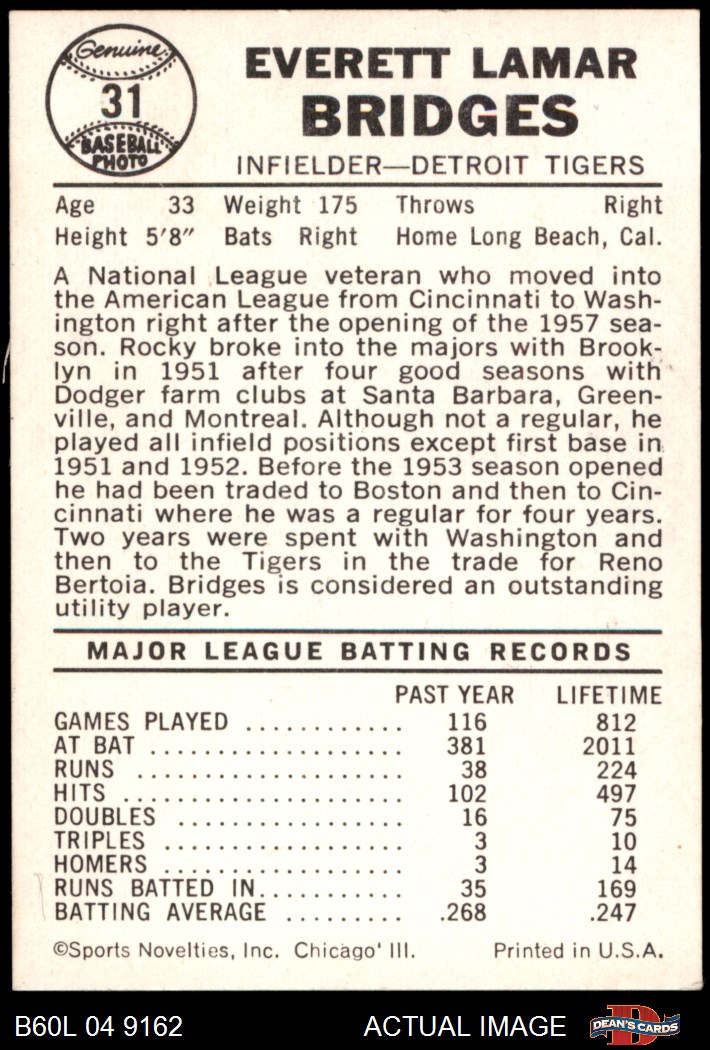 Genuine
31
BASEBALL
PHOTO
EVERETT LAMAR
BRIDGES
INFIELDER—DETROIT TIGERS
Age 33 Weight 175 Throws Right
Height 5'8" Bats Right Home Long Beach, Cal.
A National League veteran who moved into
the American League from Cincinnati to Wash-
ington right after the opening of the 1957 sea-
son. Rocky broke into the majors with Brook-
lyn in 1951 after four good seasons with
Dodger farm clubs at Santa Barbara, Green-
ville, and Montreal. Although not a regular, he
played all infield positions except first base in
1951 and 1952. Before the 1953 season opened
he had been traded to Boston and then to Cin-
cinnati where he was a regular for four years.
Two years were spent with Washington and
then to the Tigers in the trade for Reno
Bertoia. Bridges is considered an outstanding
utility player.
MAJOR LEAGUE BATTING RECORDS
PAST YEAR LIFETIME
GAMES PLAYED ............ 116 812
AT BAT ................... 381 2011
RUNS .................... 38 224
HITS ..................... 102 497
DOUBLES ................. 16 75
TRIPLES .................. 3 10
HOMERS .................. 3 14
RUNS BATTED IN........... 35 169
BATTING AVERAGE ......... .268 .247
©Sports Novelties, Inc. Chicago' Ill. Printed in U.S.A.
B60L 04 9162 ACTUAL IMAGE D DEAN'S CARDS